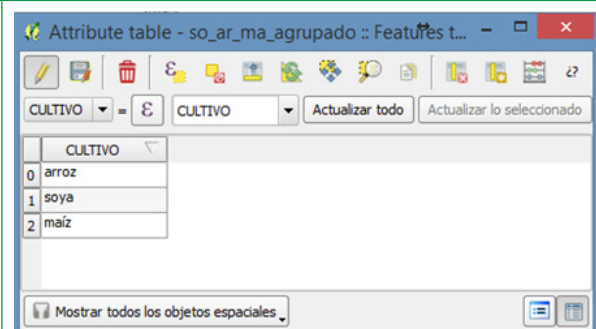 Attribute table - so_ar_ma_agrupado :: Features t...
CULTIVO = ε CULTIVO Actualizar todo Actualizar lo seleccionado
CULTIVO
0 arroz
1 soya
2 maíz
Mostrar todos los objetos espaciales